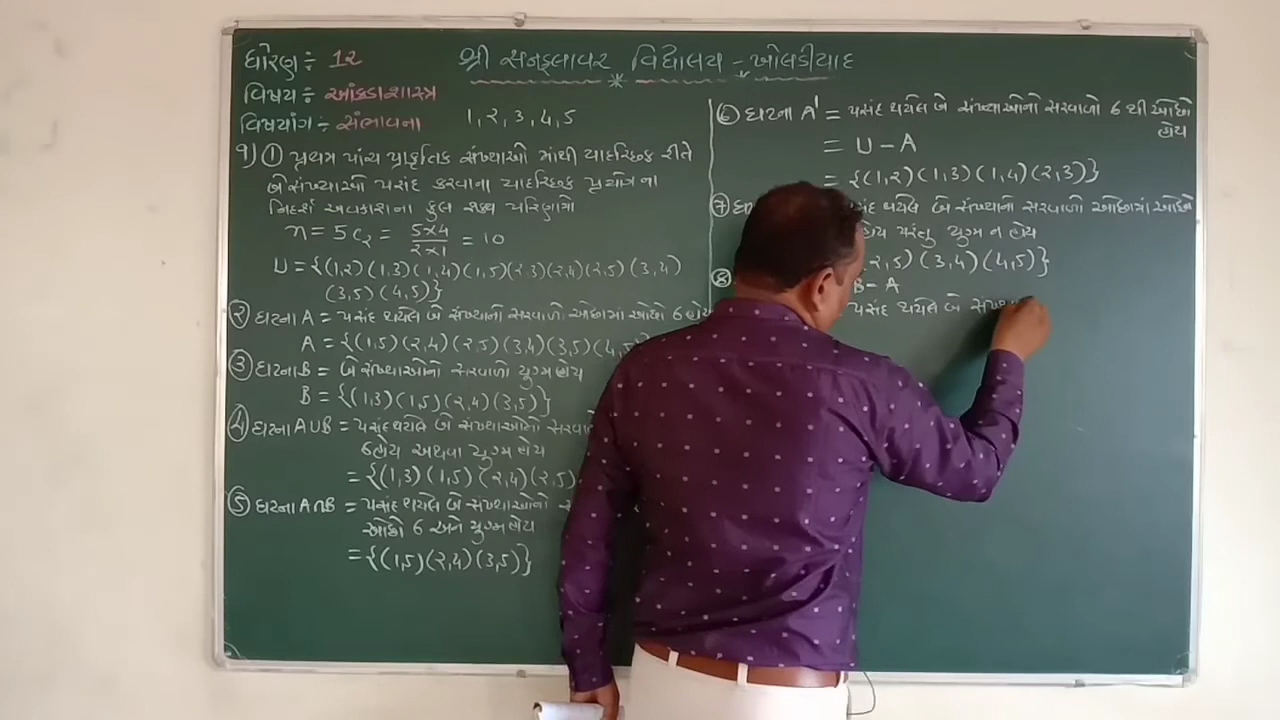 ધોરણ ÷ 12
શ્રી સનફ્લાવર વિદ્યાલય - ખોલડીયાદ
વિષય ÷ આંકડાશાસ્ત્ર
વિષયાંગ ÷ સંભાવના
1, 2, 3, 4, 5
૧) ① પ્રથમ પાંચ પ્રાકૃતિક સંખ્યાઓ માંથી યાદચ્છિક રીતે
બે સંખ્યાઓ પસંદ કરવાના યાદચ્છિક પ્રયોગ ના
નિદર્શ અવકાશના કુલ શક્ય પરિણામો
n = 5c₂ = 5×4 / 2×1 = 10
U = {(1,2) (1,3) (1,4) (1,5) (2,3) (2,4) (2,5) (3,4)
(3,5) (4,5)}
② ઘટના A = પસંદ થયેલ બે સંખ્યાનો સરવાળો ઓછામાં ઓછો 6 હોય
A = {(1,5) (2,4) (2,5) (3,4) (3,5) (4,5
③ ઘટના B = બે સંખ્યાઓનો સરવાળો યુગ્મ હોય
B = {(1,3) (1,5) (2,4) (3,5)}
④ ઘટના A∪B = પસંદ થયેલ બે સંખ્યાઓનો
6 હોય અથવા યુગ્મ હોય
= {(1,3) (1,5) (2,4) (2,5)
⑤ ઘટના A∩B = પસંદ થયેલ બે સંખ્યાઓનો
ઓછો 6 અને યુગ્મ હોય
= {(1,5) (2,4) (3,5)}
⑥ ઘટના A' = પસંદ થયેલ બે સંખ્યાઓનો સરવાળો 6 થી ઓછો
હોય
= U - A
= {(1,2) (1,3) (1,4) (2,3)}
⑦ બે સંખ્યાનો સરવાળો ઓછામાં ઓછો
હોય પરંતુ યુગ્મ ન હોય
2,5) (3,4) (4,5)}
⑧ B - A
પસંદ થયેલ બે